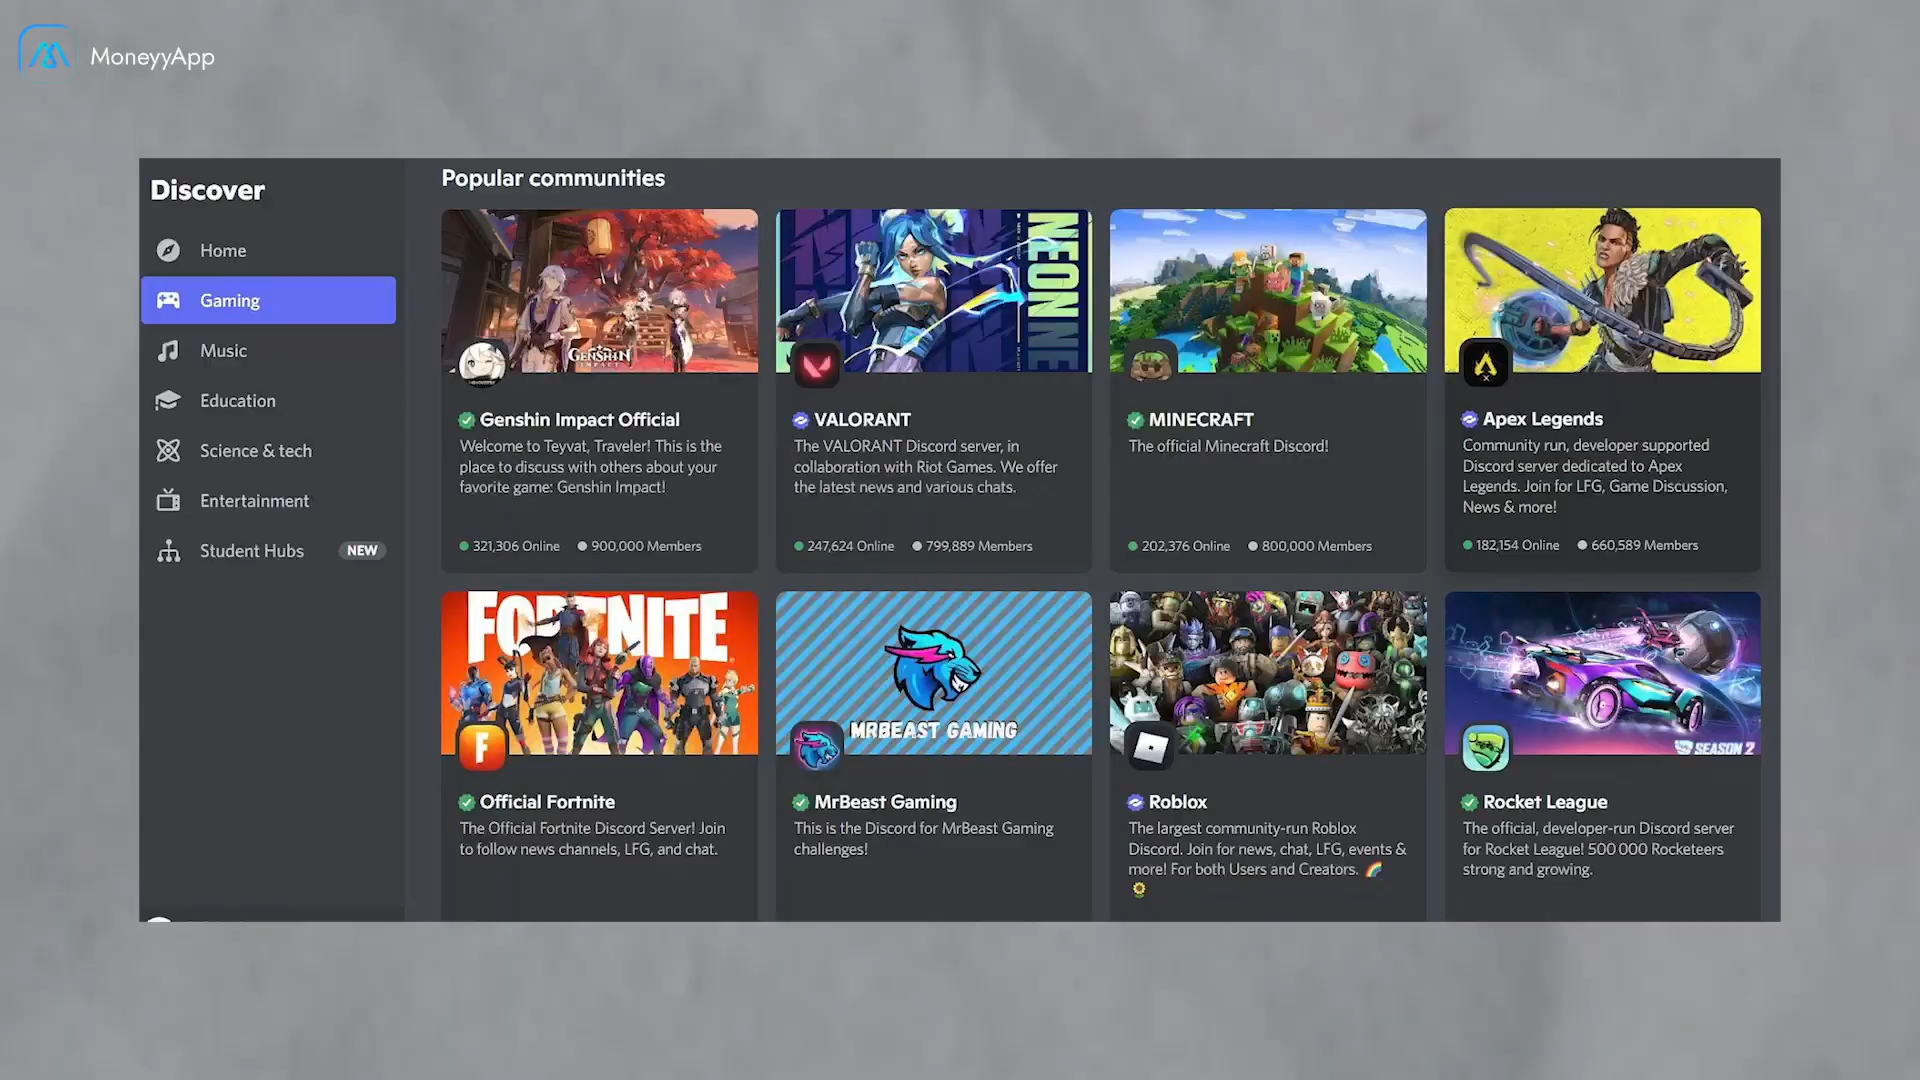 MoneyyApp
Discover
Home
Gaming
Music
Education
Science & tech
Entertainment
Student Hubs NEW
Popular communities
GENSHIN
IMPACT
Genshin Impact Official
Welcome to Teyvat, Traveler! This is the
place to discuss with others about your
favorite game: Genshin Impact!
321,306 Online 900,000 Members
NEON
NE
VALORANT
The VALORANT Discord server, in
collaboration with Riot Games. We offer
the latest news and various chats.
247,624 Online 799,889 Members
MINECRAFT
The official Minecraft Discord!
202,376 Online 800,000 Members
Apex Legends
Community run, developer supported
Discord server dedicated to Apex
Legends. Join for LFG, Game Discussion,
News & more!
182,154 Online 660,589 Members
FORTNITE
F
Official Fortnite
The Official Fortnite Discord Server! Join
to follow news channels, LFG, and chat.
MRBEAST GAMING
MrBeast Gaming
This is the Discord for MrBeast Gaming
challenges!
Roblox
The largest community-run Roblox
Discord. Join for news, chat, LFG, events &
more! For both Users and Creators. 🌈
🌻
SEASON 2
Rocket League
The official, developer-run Discord server
for Rocket League! 500 000 Rocketeers
strong and growing.